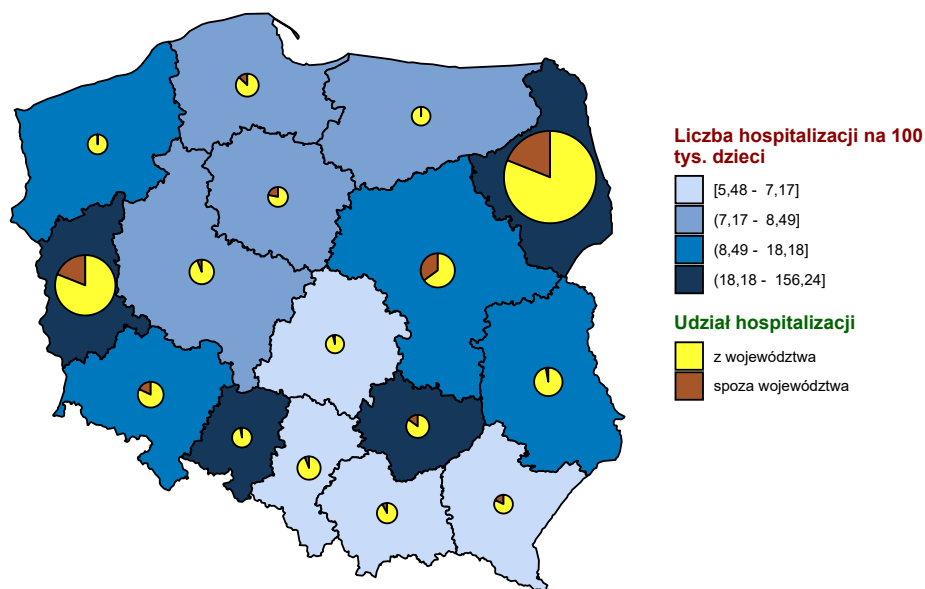 Liczba hospitalizacji na 100
tys. dzieci
[5,48 - 7,17]
(7,17 - 8,49]
(8,49 - 18,18]
(18,18 - 156,24]
Udział hospitalizacji
z województwa
spoza województwa